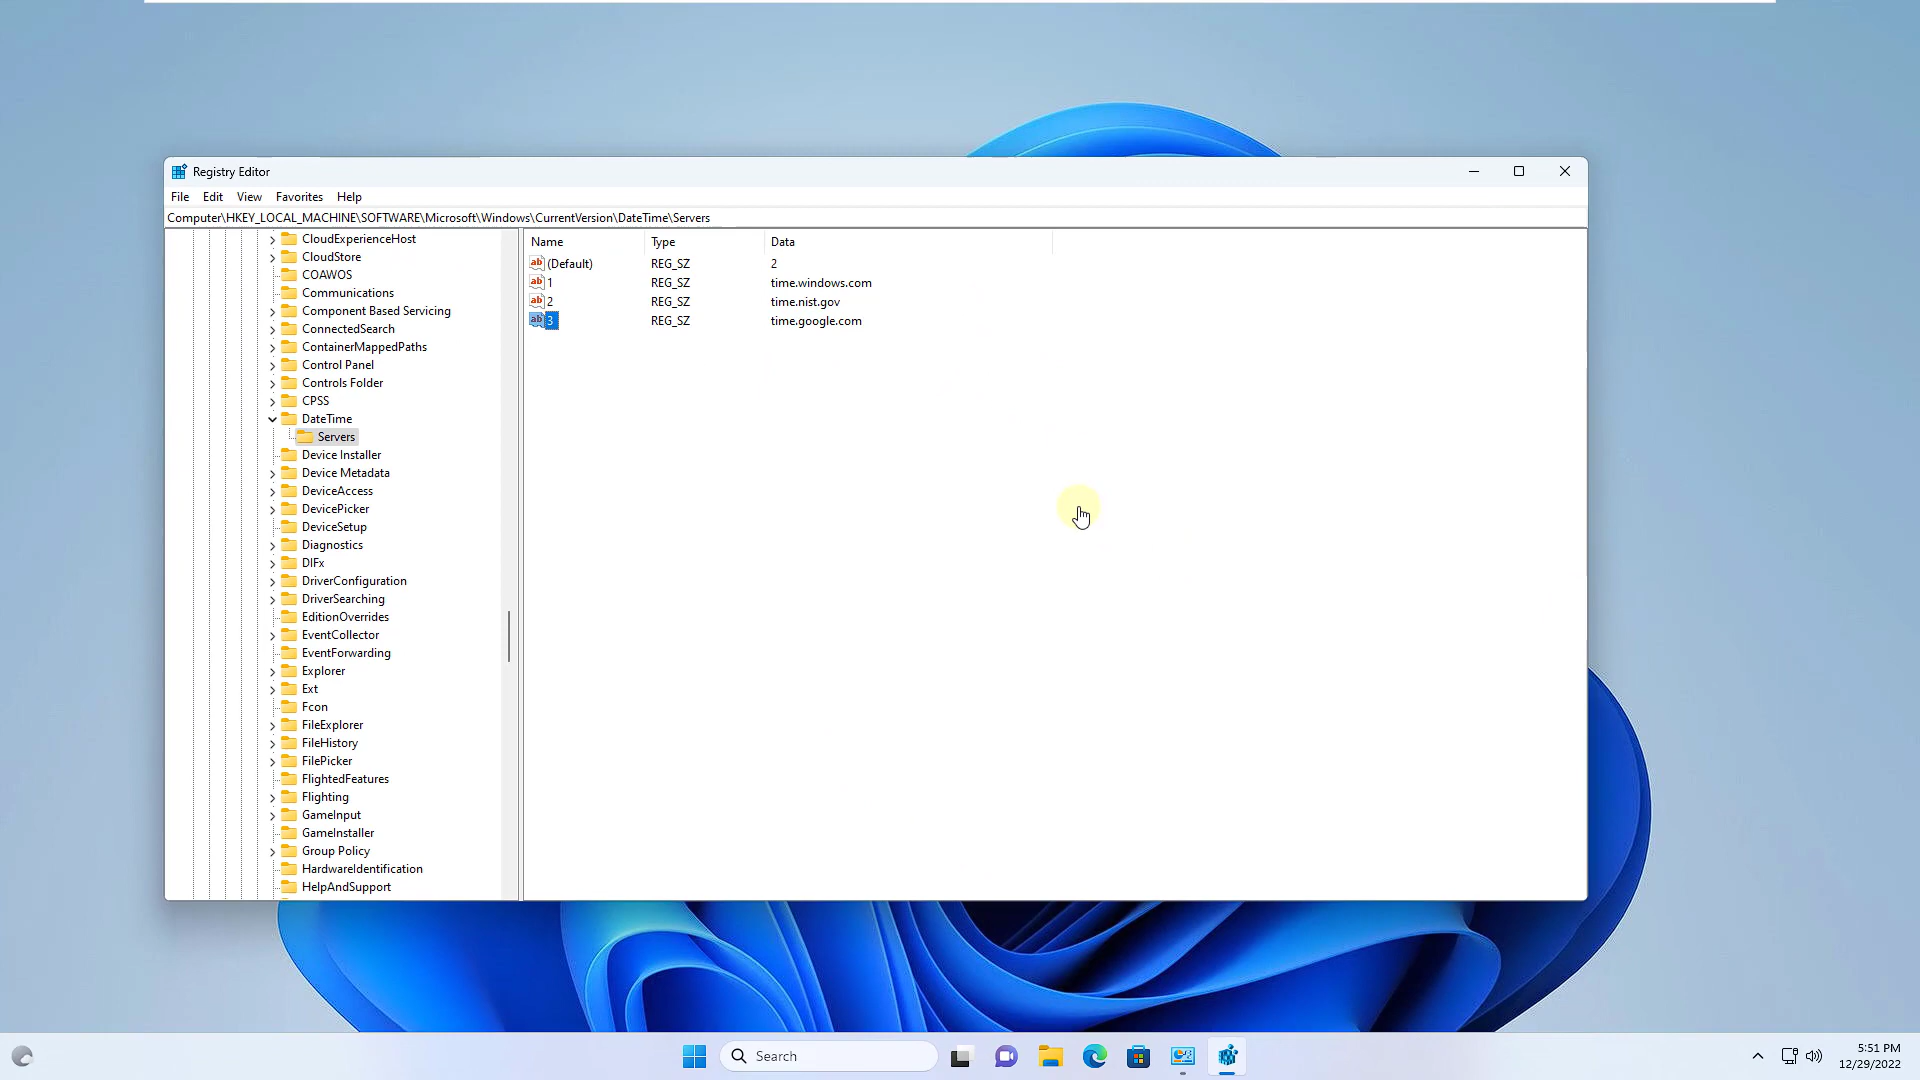 Registry Editor
File Edit View Favorites Help
Computer\HKEY_LOCAL_MACHINE\SOFTWARE\Microsoft\Windows\CurrentVersion\DateTime\Servers
CloudExperienceHost
CloudStore
COAWOS
Communications
Component Based Servicing
ConnectedSearch
ContainerMappedPaths
Control Panel
Controls Folder
CPSS
DateTime
Servers
Device Installer
Device Metadata
DeviceAccess
DevicePicker
DeviceSetup
Diagnostics
DIFx
DriverConfiguration
DriverSearching
EditionOverrides
EventCollector
EventForwarding
Explorer
Ext
Fcon
FileExplorer
FileHistory
FilePicker
FlightedFeatures
Flighting
GameInput
GameInstaller
Group Policy
HardwareIdentification
HelpAndSupport
Name Type Data
ab (Default) REG_SZ 2
ab 1 REG_SZ time.windows.com
ab 2 REG_SZ time.nist.gov
ab 3 REG_SZ time.google.com
Search
5:51 PM
12/29/2022